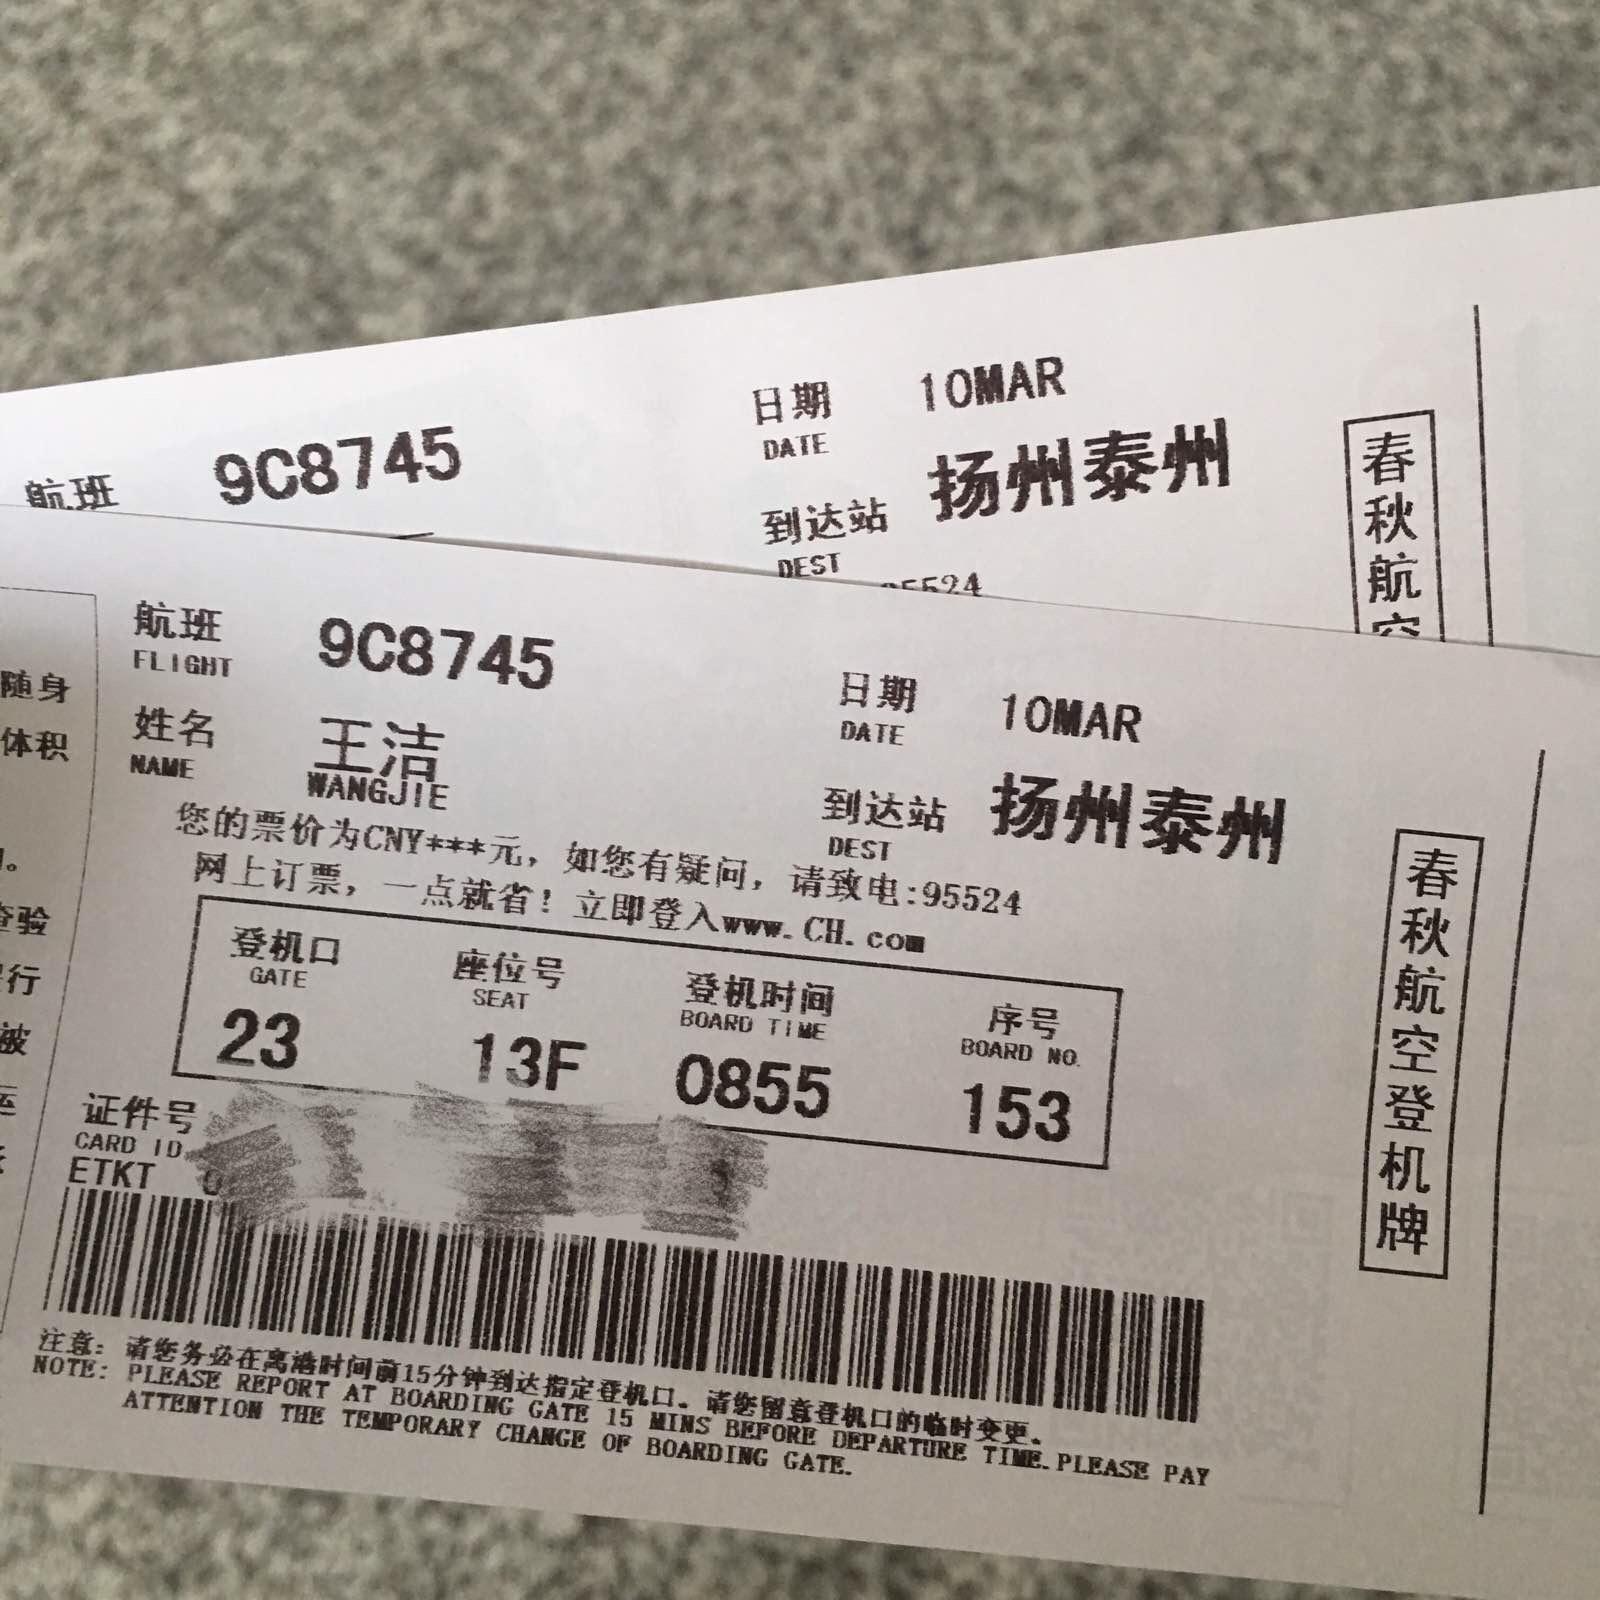 航班 9C8745
日期 10MAR
DATE
到达站 扬州泰州
DEST
95524
春秋航空
航班 9C8745
FLIGHT
日期 10MAR
DATE
姓名 王洁
NAME WANGJIE
到达站 扬州泰州
DEST
您的票价为CNY***元，如您有疑问，请致电:95524
网上订票，一点就省！立即登入www.CH.com
登机口 座位号 登机时间 序号
GATE SEAT BOARD TIME BOARD NO.
23 13F 0855 153
证件号
CARD ID
ETKT
注意：请您务必在离港时间前15分钟到达指定登机口。请您留意登机口的临时变更。
NOTE: PLEASE REPORT AT BOARDING GATE 15 MINS BEFORE DEPARTURE TIME.PLEASE PAY
ATTENTION THE TEMPORARY CHANGE OF BOARDING GATE.
春秋航空登机牌
随身
体积
查验
行
被